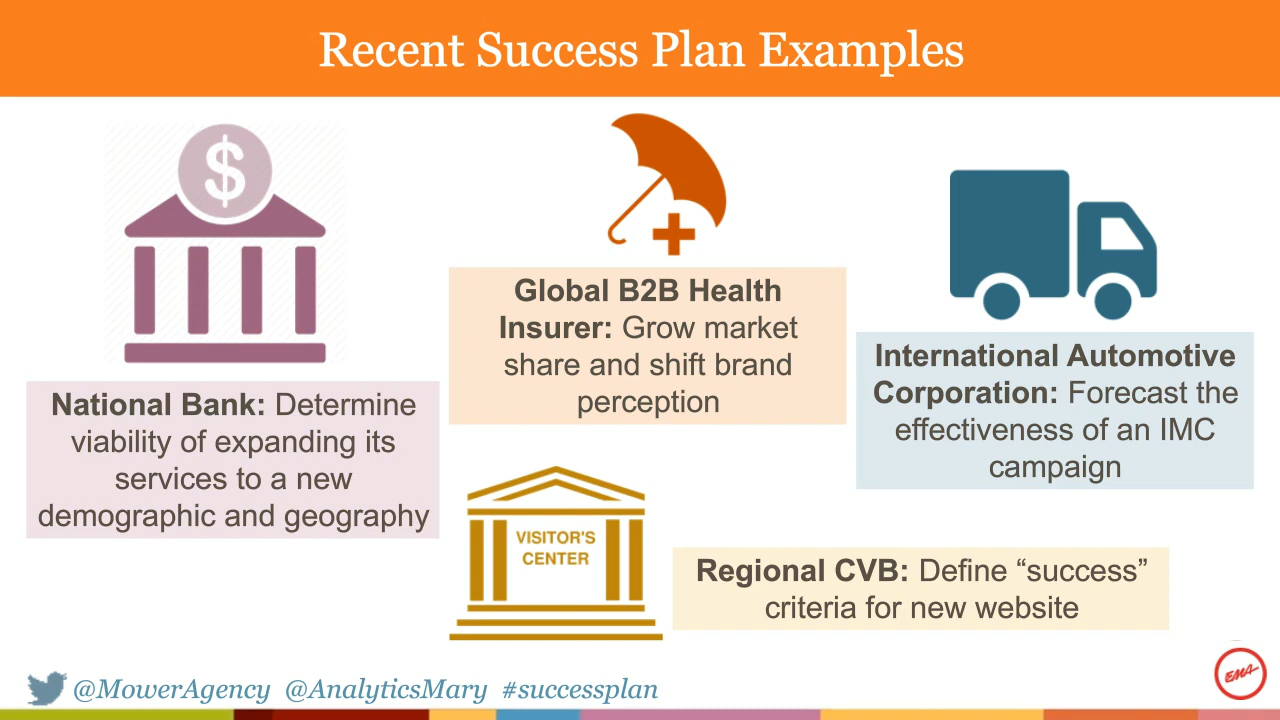 Recent Success Plan Examples
$
National Bank: Determine
viability of expanding its
services to a new
demographic and geography
Global B2B Health
Insurer: Grow market
share and shift brand
perception
International Automotive
Corporation: Forecast the
effectiveness of an IMC
campaign
VISITOR'S
CENTER
Regional CVB: Define “success”
criteria for new website
@MowerAgency @AnalyticsMary #successplan
EMA